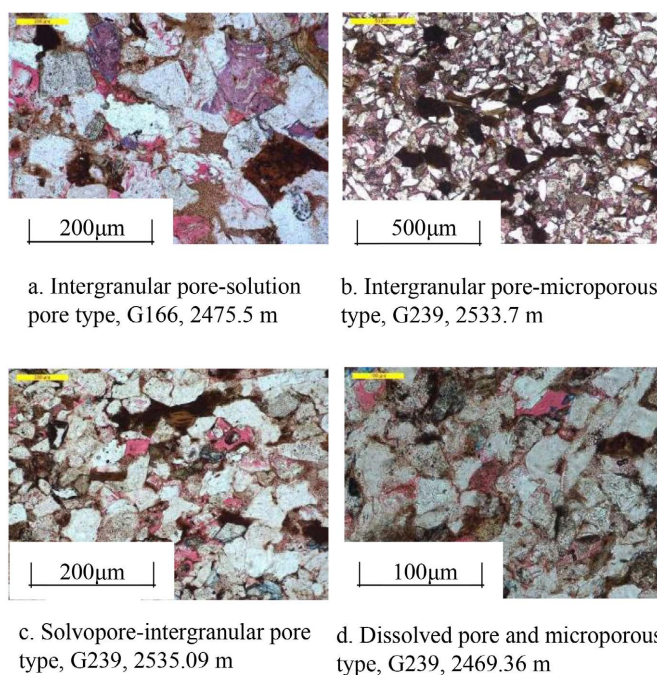 200μm
500μm
a. Intergranular pore-solution
pore type, G166, 2475.5 m
b. Intergranular pore-microporous
type, G239, 2533.7 m
200μm
100μm
c. Solvopore-intergranular pore
type, G239, 2535.09 m
d. Dissolved pore and microporous
type, G239, 2469.36 m